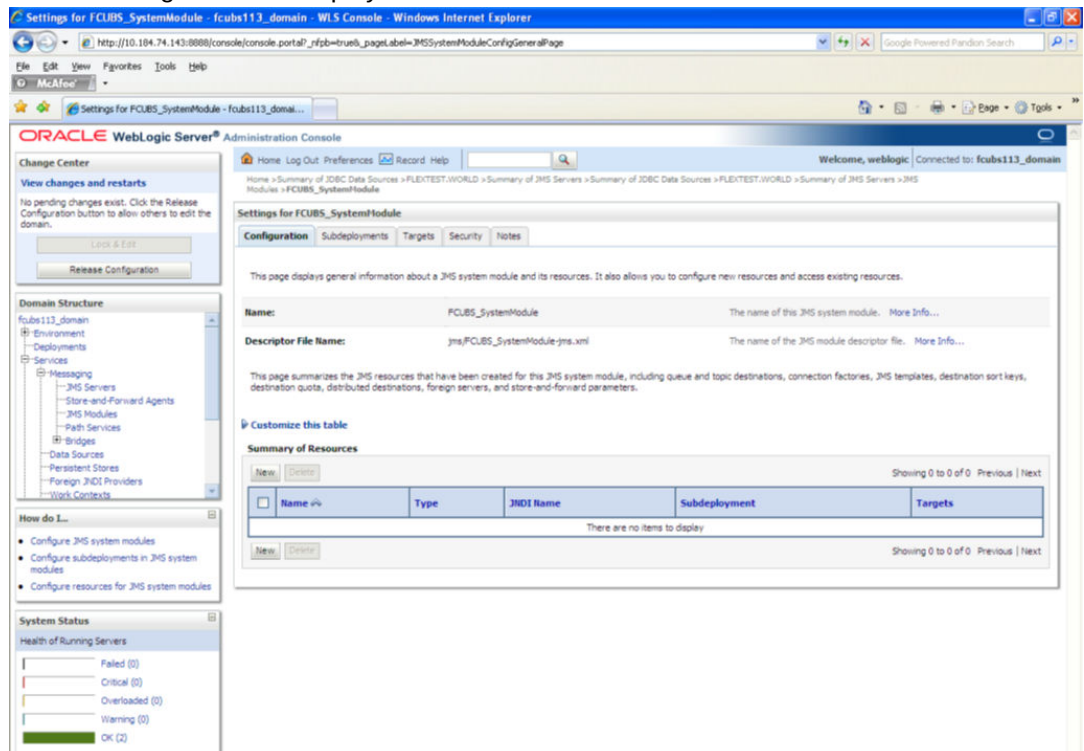 Settings for FCUBS_SystemModule - fcubs113_domain - WLS Console - Windows Internet Explorer
http://10.184.74.143:8888/console/console.portal?_nfpb=true&_pageLabel=JMSSystemModuleConfigGeneralPage
Google Powered Pandion Search
File Edit View Favorites Tools Help
McAfee
Settings for FCUBS_SystemModule - fcubs113_domai...
Page Tools
ORACLE WebLogic Server® Administration Console
Change Center
View changes and restarts
No pending changes exist. Click the Release
Configuration button to allow others to edit the
domain.
Lock & Edit
Release Configuration
Domain Structure
fcubs113_domain
Environment
Deployments
Services
Messaging
JMS Servers
Store-and-Forward Agents
JMS Modules
Path Services
Bridges
Data Sources
Persistent Stores
Foreign JNDI Providers
Work Contexts
How do I...
Configure JMS system modules
Configure subdeployments in JMS system
modules
Configure resources for JMS system modules
System Status
Health of Running Servers
Failed (0)
Critical (0)
Overloaded (0)
Warning (0)
OK (2)
Home Log Out Preferences Record Help
Welcome, weblogic Connected to: fcubs113_domain
Home >Summary of JDBC Data Sources >FLEXTEST.WORLD >Summary of JMS Servers >Summary of JDBC Data Sources >FLEXTEST.WORLD >Summary of JMS Servers >JMS
Modules >FCUBS_SystemModule
Settings for FCUBS_SystemModule
Configuration Subdeployments Targets Security Notes
This page displays general information about a JMS system module and its resources. It also allows you to configure new resources and access existing resources.
Name: FCUBS_SystemModule The name of this JMS system module. More Info...
Descriptor File Name: jms/FCUBS_SystemModule-jms.xml The name of the JMS module descriptor file. More Info...
This page summarizes the JMS resources that have been created for this JMS system module, including queue and topic destinations, connection factories, JMS templates, destination sort keys,
destination quota, distributed destinations, foreign servers, and store-and-forward parameters.
Customize this table
Summary of Resources
New Delete Showing 0 to 0 of 0 Previous | Next
Name Type JNDI Name Subdeployment Targets
There are no items to display
New Delete Showing 0 to 0 of 0 Previous | Next